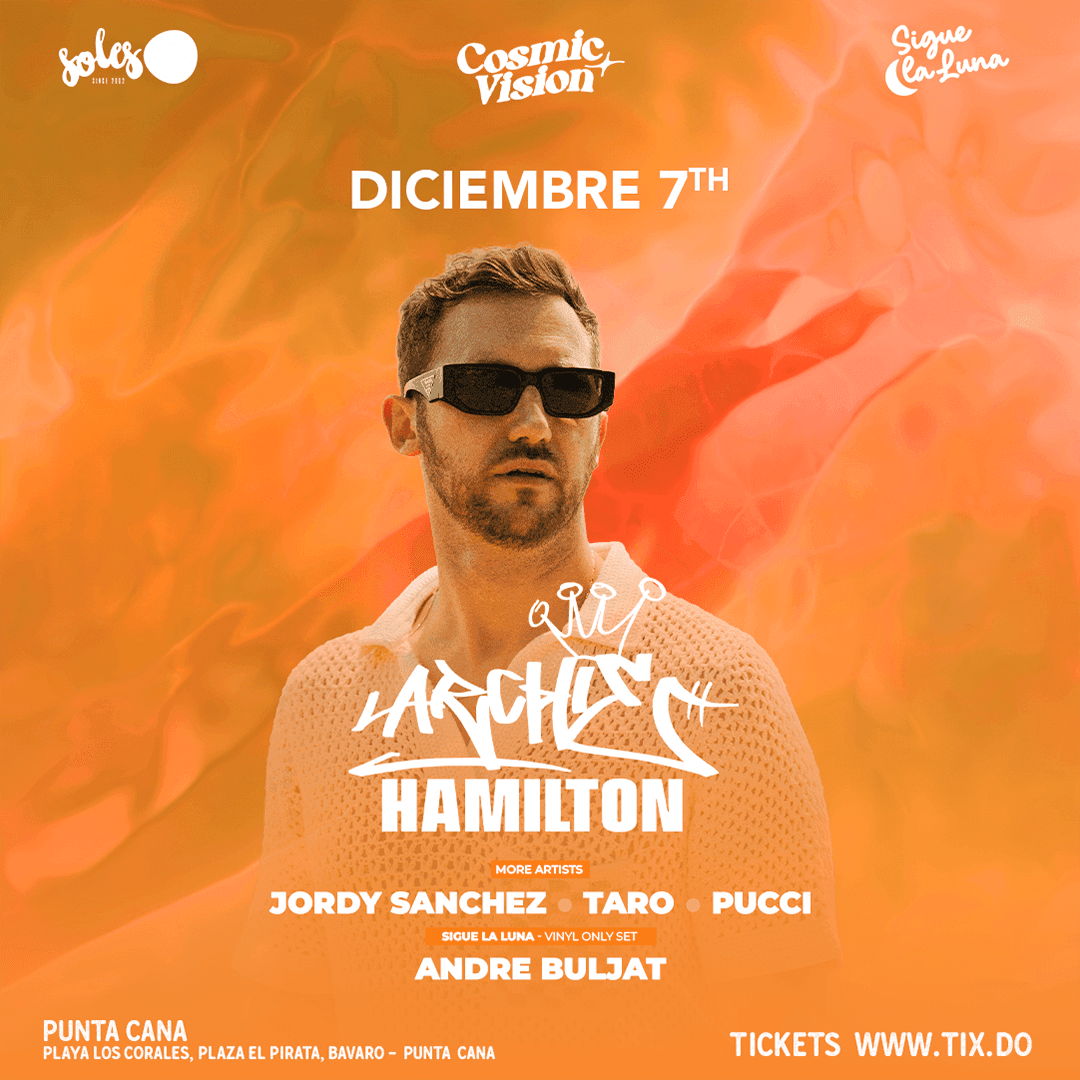 soles
SINCE 2002
Cosmic
Vision
Sigue
la Luna
DICIEMBRE 7TH
ARCHIE
HAMILTON
MORE ARTISTS
JORDY SANCHEZ • TARO • PUCCI
SIGUE LA LUNA - VINYL ONLY SET
ANDRE BULJAT
PUNTA CANA
PLAYA LOS CORALES, PLAZA EL PIRATA, BAVARO - PUNTA CANA
TICKETS WWW.TIX.DO